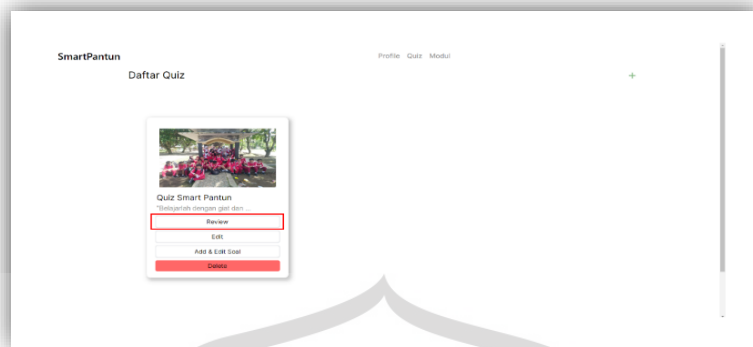 SmartPantun
Profile Quiz Modul
Daftar Quiz
+
Quiz Smart Pantun
"Belajarlah dengan giat dan ...
Review
Edit
Add & Edit Soal
Delete